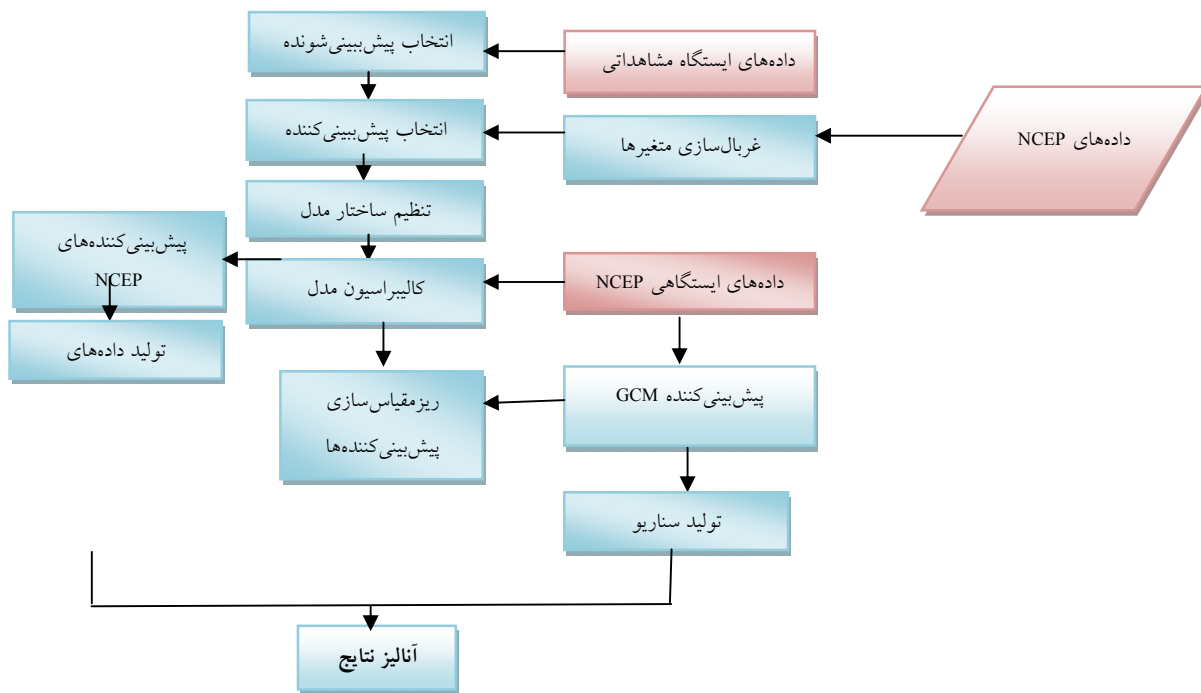 انتخاب پیش‌ببینی‌شونده
داده‌های ایستگاه مشاهداتی
انتخاب پیش‌ببینی‌کننده
غربال‌سازی متغیرها
داده‌های NCEP
تنظیم ساختار مدل
پیش‌بینی‌کننده‌های
NCEP
کالیبراسیون مدل
داده‌های ایستگاهی NCEP
تولید داده‌های
ریزمقیاس‌سازی
پیش‌بینی‌کننده‌ها
پیش‌بینی‌کننده GCM
تولید سناریو
آنالیز نتایج